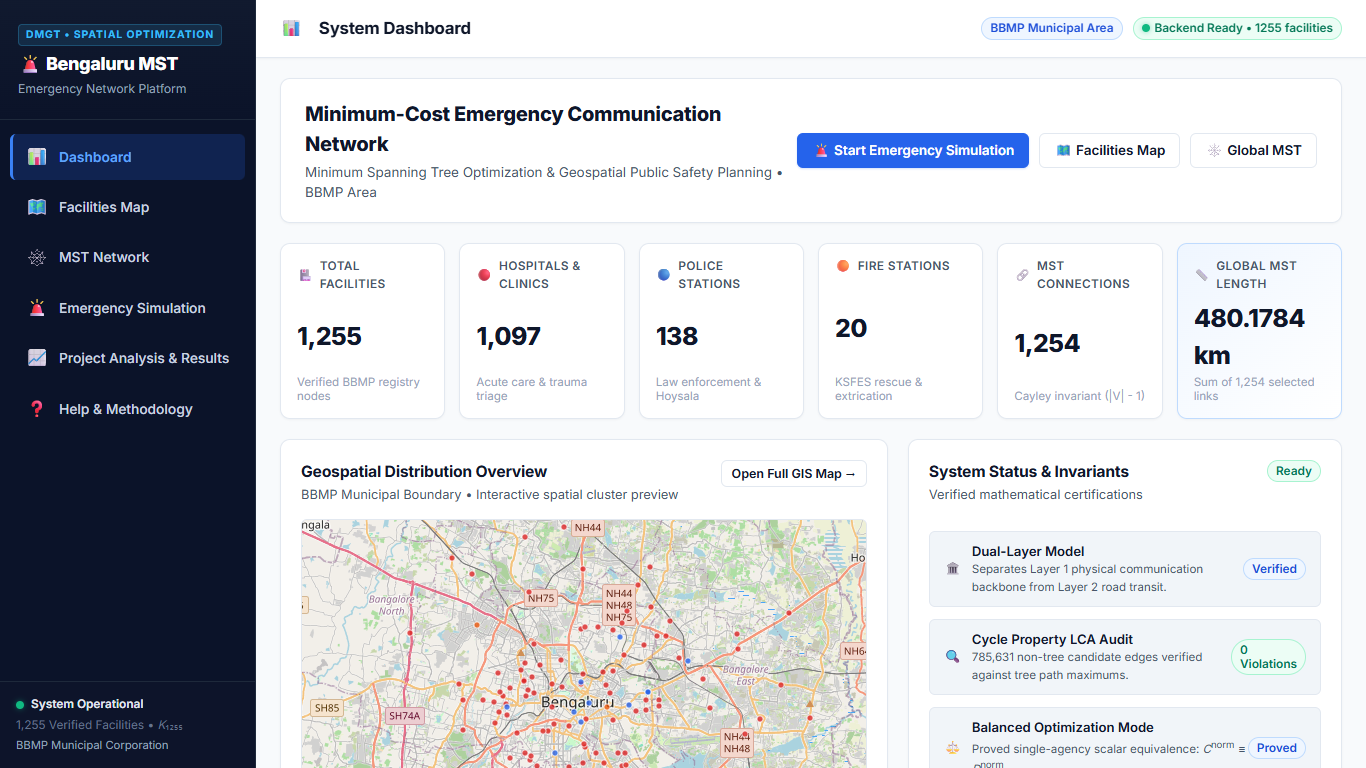 DMGT • SPATIAL OPTIMIZATION
Bengaluru MST
Emergency Network Platform
Dashboard
Facilities Map
MST Network
Emergency Simulation
Project Analysis & Results
Help & Methodology
System Operational
1,255 Verified Facilities • K₁₂₅₅
BBMP Municipal Corporation
System Dashboard
BBMP Municipal Area
Backend Ready • 1255 facilities
Minimum-Cost Emergency Communication
Network
Minimum Spanning Tree Optimization & Geospatial Public Safety Planning •
BBMP Area
Start Emergency Simulation
Facilities Map
Global MST
TOTAL
FACILITIES
1,255
Verified BBMP registry
nodes
HOSPITALS &
CLINICS
1,097
Acute care & trauma
triage
POLICE
STATIONS
138
Law enforcement &
Hoysala
FIRE STATIONS
20
KSFES rescue &
extrication
MST
CONNECTIONS
1,254
Cayley invariant (|V| - 1)
GLOBAL MST
LENGTH
480.1784
km
Sum of 1,254 selected
links
Geospatial Distribution Overview
BBMP Municipal Boundary • Interactive spatial cluster preview
Open Full GIS Map →
ngala
NH44
Ho
NH75
NH44
NH48
NH75
Bangalore
North
NH64
Bangalore
East
Bengaluru
SH85
SH74A
NH44
NH48
System Status & Invariants
Ready
Verified mathematical certifications
Dual-Layer Model
Separates Layer 1 physical communication
backbone from Layer 2 road transit.
Verified
Cycle Property LCA Audit
785,631 non-tree candidate edges verified
against tree path maximums.
0
Violations
Balanced Optimization Mode
Proved single-agency scalar equivalence: C^norm ≡
C^norm
Proved